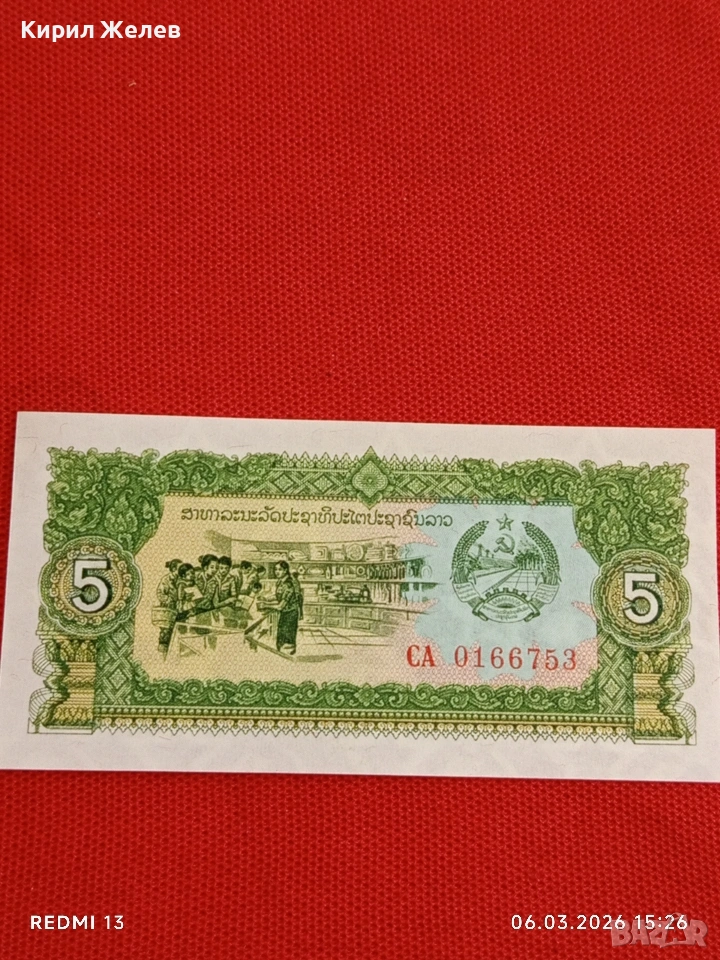 Кирил Желев
ສາທາລະນະລັດປະຊາທິປະໄຕປະຊາຊົນລາວ
5
5
CA 0166753
REDMI 13
06.03.2026 15:26
BAZAR